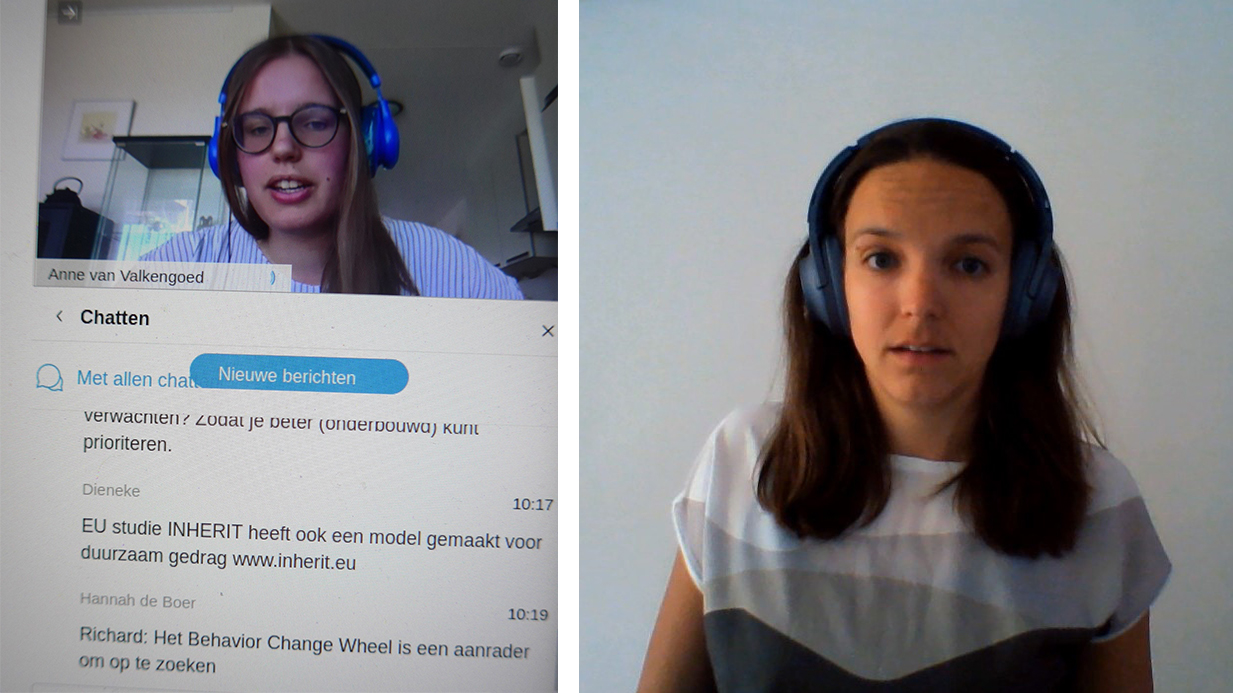 Anne van Valkengoed
Chatten
Met allen chat
Nieuwe berichten
verwachten? Zodat je beter (onderbouwd) kunt
prioriteren.
Dieneke
10:17
EU studie INHERIT heeft ook een model gemaakt voor
duurzaam gedrag www.inherit.eu
Hannah de Boer
10:19
Richard: Het Behavior Change Wheel is een aanrader
om op te zoeken